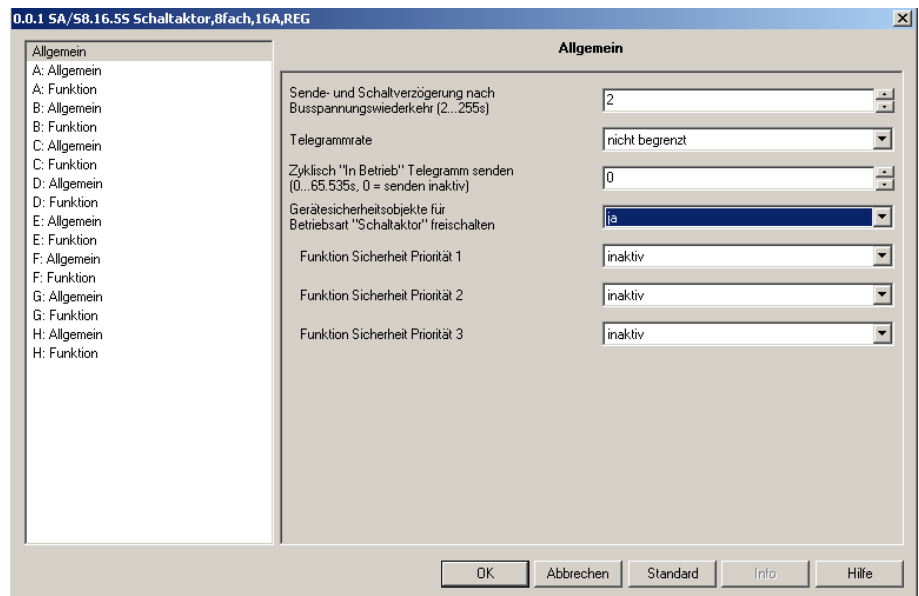 0.0.1 SA/S8.16.5S Schaltaktor,8fach,16A,REG
Allgemein
A: Allgemein
A: Funktion
B: Allgemein
B: Funktion
C: Allgemein
C: Funktion
D: Allgemein
D: Funktion
E: Allgemein
E: Funktion
F: Allgemein
F: Funktion
G: Allgemein
G: Funktion
H: Allgemein
H: Funktion
Allgemein
Sende- und Schaltverzögerung nach
Busspannungswiederkehr (2...255s)
2
Telegrammrate
nicht begrenzt
Zyklisch "In Betrieb" Telegramm senden
(0...65.535s, 0 = senden inaktiv)
0
Gerätesicherheitsobjekte für
Betriebsart "Schaltaktor" freischalten
ja
Funktion Sicherheit Priorität 1
inaktiv
Funktion Sicherheit Priorität 2
inaktiv
Funktion Sicherheit Priorität 3
inaktiv
OK
Abbrechen
Standard
Info
Hilfe